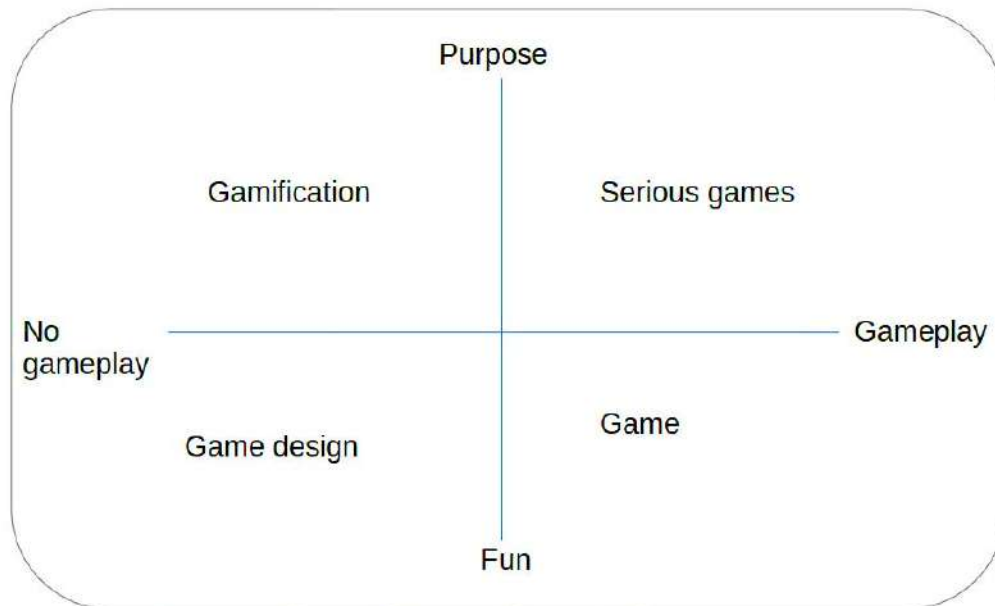 Purpose
Gamification
Serious games
No
gameplay
Gameplay
Game
Game design
Fun